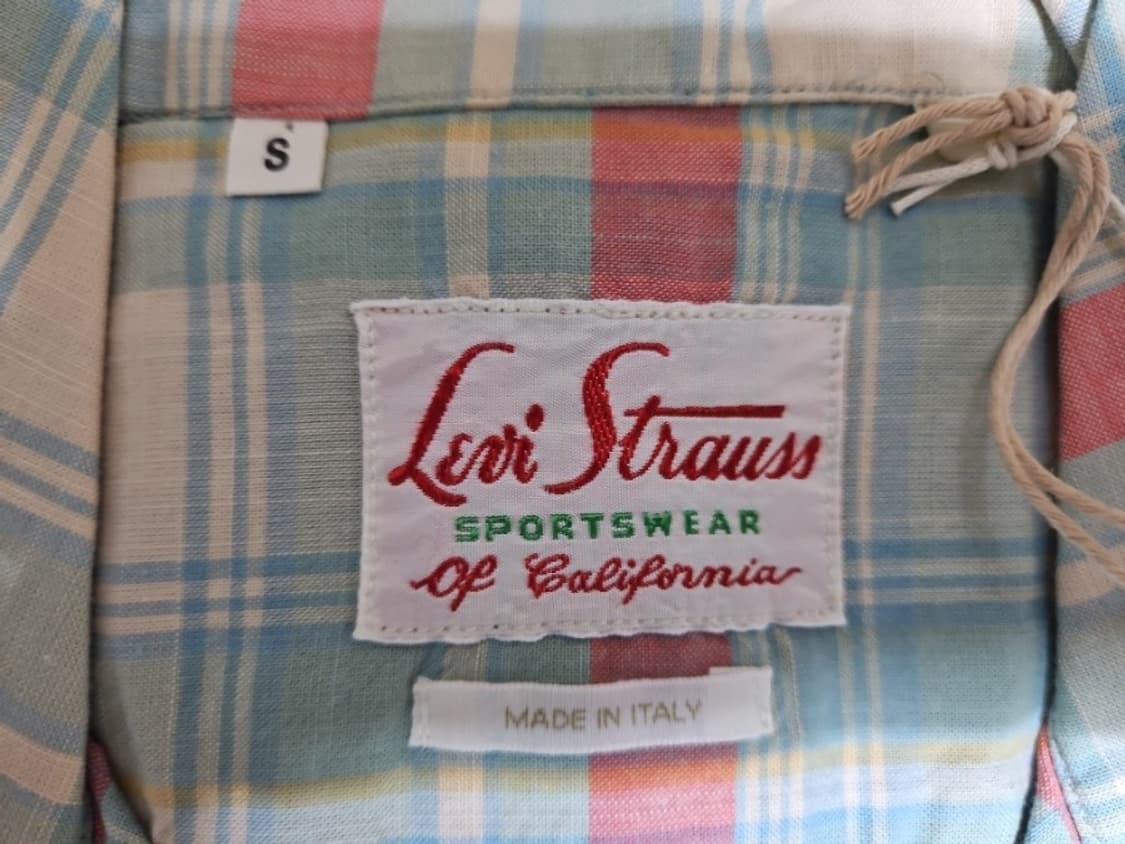 S
Levi Strauss
SPORTSWEAR
Of California
MADE IN ITALY